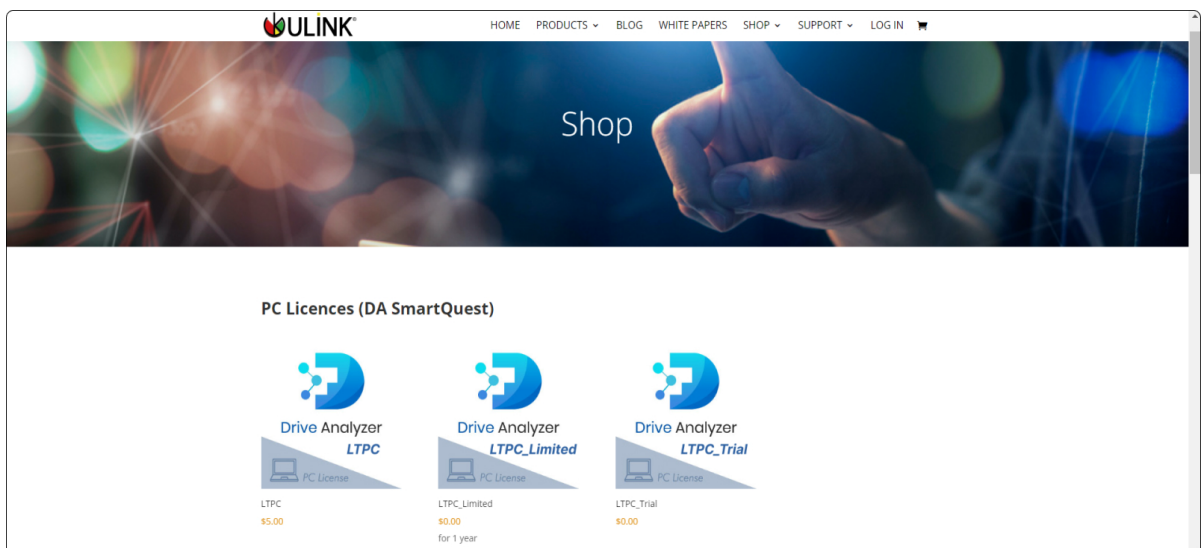 ULINK®
HOME PRODUCTS BLOG WHITE PAPERS SHOP SUPPORT LOG IN
Shop
PC Licences (DA SmartQuest)
Drive Analyzer
LTPC
PC License
LTPC
$5.00
Drive Analyzer
LTPC_Limited
PC License
LTPC_Limited
$0.00
for 1 year
Drive Analyzer
LTPC_Trial
PC License
LTPC_Trial
$0.00